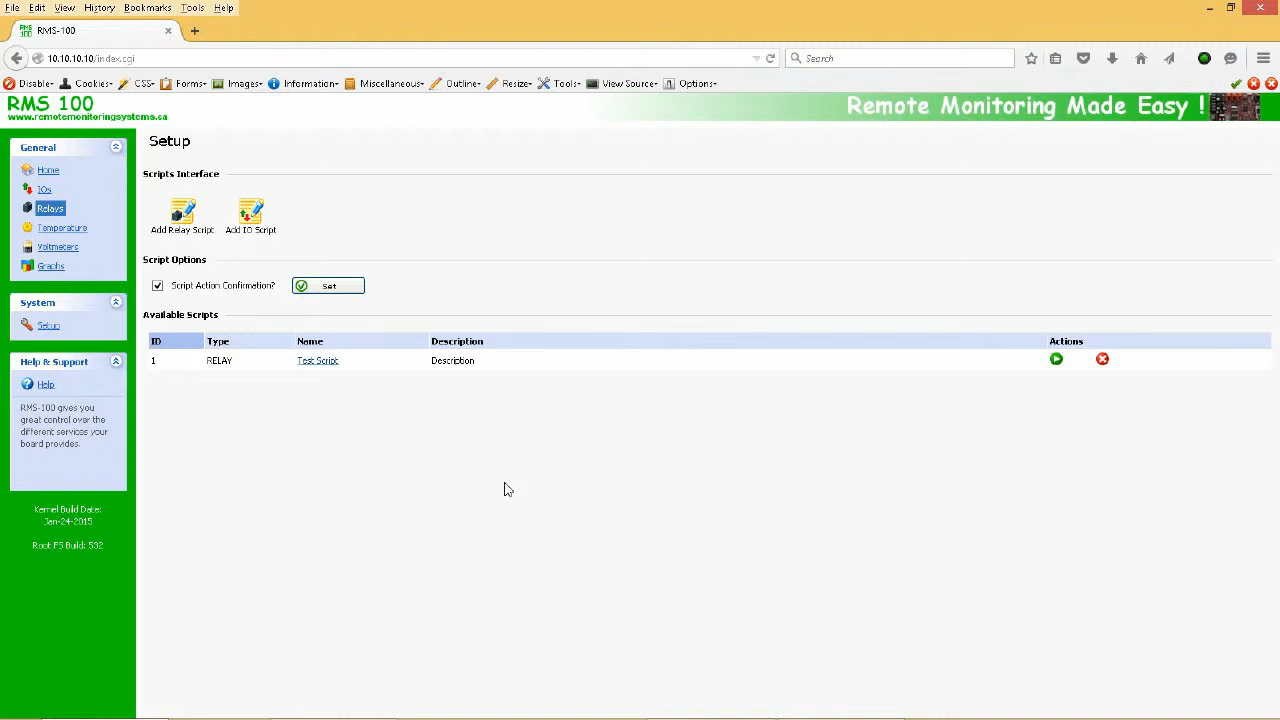 File Edit View History Bookmarks Tools Help
RMS-100
10.10.10.10/index.cgi
Search
Disable Cookies CSS Forms Images Information Miscellaneous Outline Resize Tools View Source Options
RMS 100
www.remotemonitoringsystems.ca
Remote Monitoring Made Easy !
General
Home
IOs
Relays
Temperature
Voltmeters
Graphs
System
Setup
Help & Support
Help
RMS-100 gives you
great control over the
different services your
board provides.
Kernel Build Date:
Jan-24-2015
Root FS Build: 532
Setup
Scripts Interface
Add Relay Script Add IO Script
Script Options
Script Action Confirmation? Set
Available Scripts
ID Type Name Description Actions
1 RELAY Test Script Description